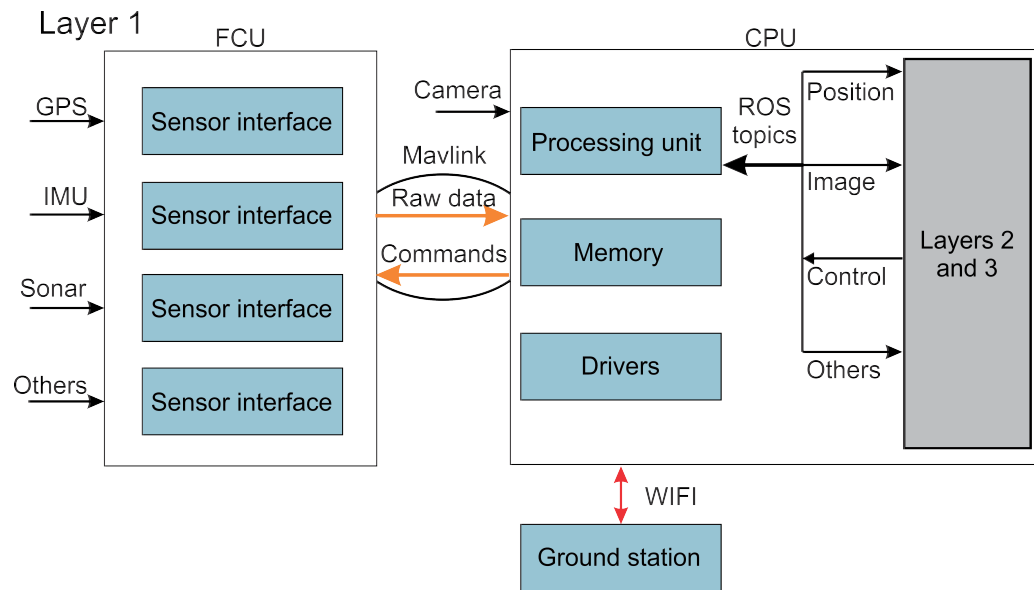 Layer 1
FCU
CPU
GPS
IMU
Sonar
Others
Sensor interface
Sensor interface
Sensor interface
Sensor interface
Camera
Mavlink
Raw data
Commands
Processing unit
Memory
Drivers
ROS
topics
Position
Image
Control
Others
Layers 2
and 3
WIFI
Ground station